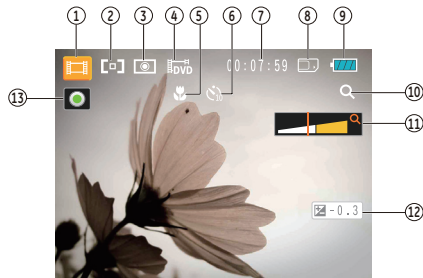 ① ② ③ ④ ⑤ ⑥ ⑦ ⑧ ⑨
DVD 00:07:59
10
⑬ ⑩
⑪
-0.3 ⑫